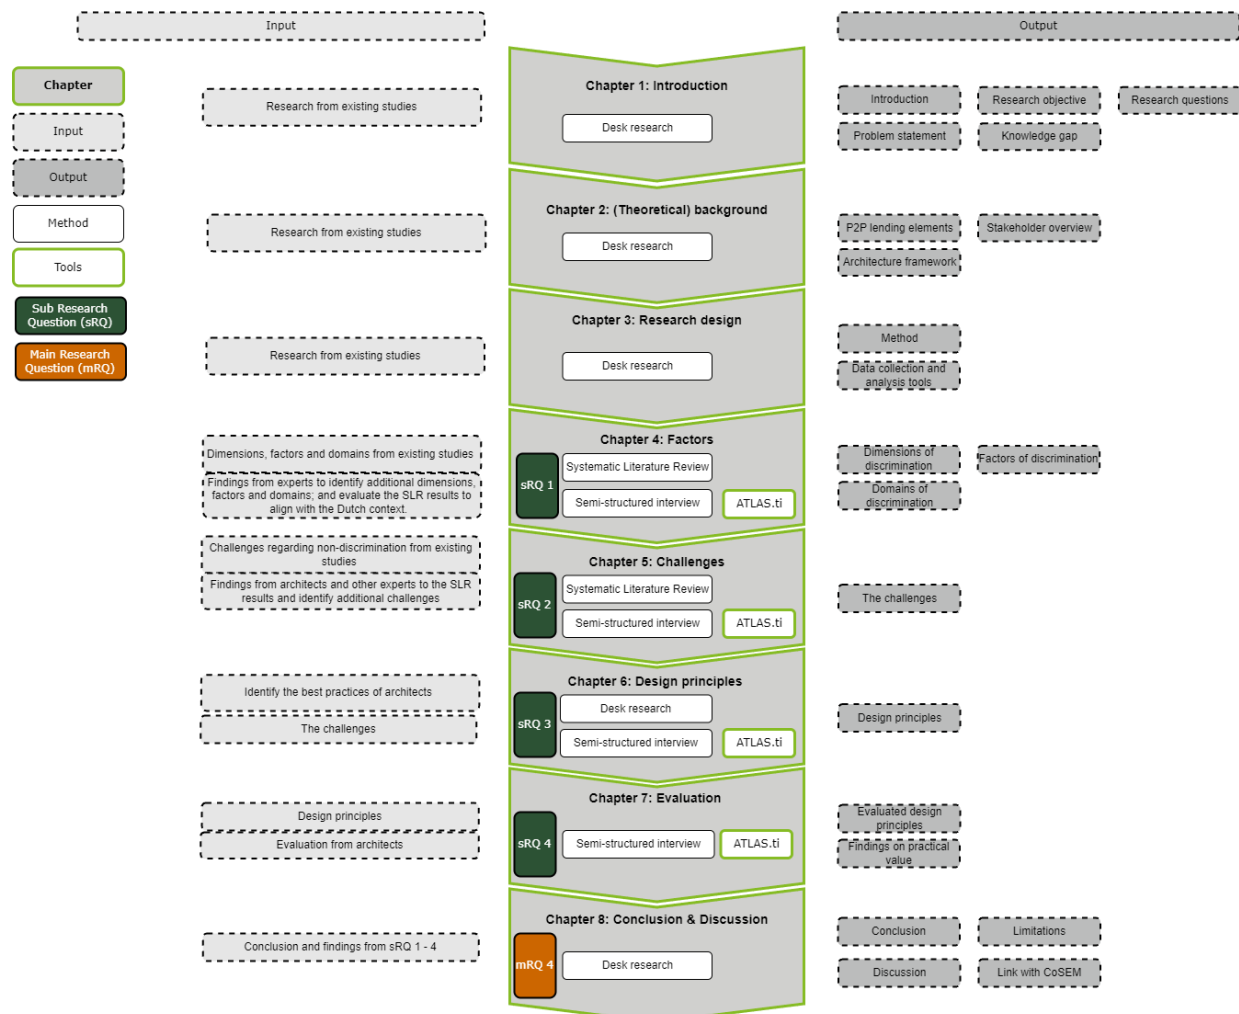 Input
Output
Chapter
Input
Output
Method
Tools
Sub Research
Question (sRQ)
Main Research
Question (mRQ)
Chapter 1: Introduction
Research from existing studies
Desk research
Introduction
Research objective
Research questions
Problem statement
Knowledge gap
Chapter 2: (Theoretical) background
Research from existing studies
Desk research
P2P lending elements
Stakeholder overview
Architecture framework
Chapter 3: Research design
Research from existing studies
Desk research
Method
Data collection and
analysis tools
Chapter 4: Factors
Dimensions, factors and domains from existing studies
Findings from experts to identify additional dimensions,
factors and domains; and evaluate the SLR results to
align with the Dutch context.
sRQ 1
Systematic Literature Review
Semi-structured interview
ATLAS.ti
Dimensions of
discrimination
Factors of discrimination
Domains of
discrimination
Chapter 5: Challenges
Challenges regarding non-discrimination from existing
studies
Findings from architects and other experts to the SLR
results and identify additional challenges
sRQ 2
Systematic Literature Review
Semi-structured interview
ATLAS.ti
The challenges
Chapter 6: Design principles
Identify the best practices of architects
The challenges
sRQ 3
Desk research
Semi-structured interview
ATLAS.ti
Design principles
Chapter 7: Evaluation
Design principles
Evaluation from architects
sRQ 4
Semi-structured interview
ATLAS.ti
Evaluated design
principles
Findings on practical
value
Chapter 8: Conclusion & Discussion
Conclusion and findings from sRQ 1 - 4
mRQ 4
Desk research
Conclusion
Limitations
Discussion
Link with CoSEM